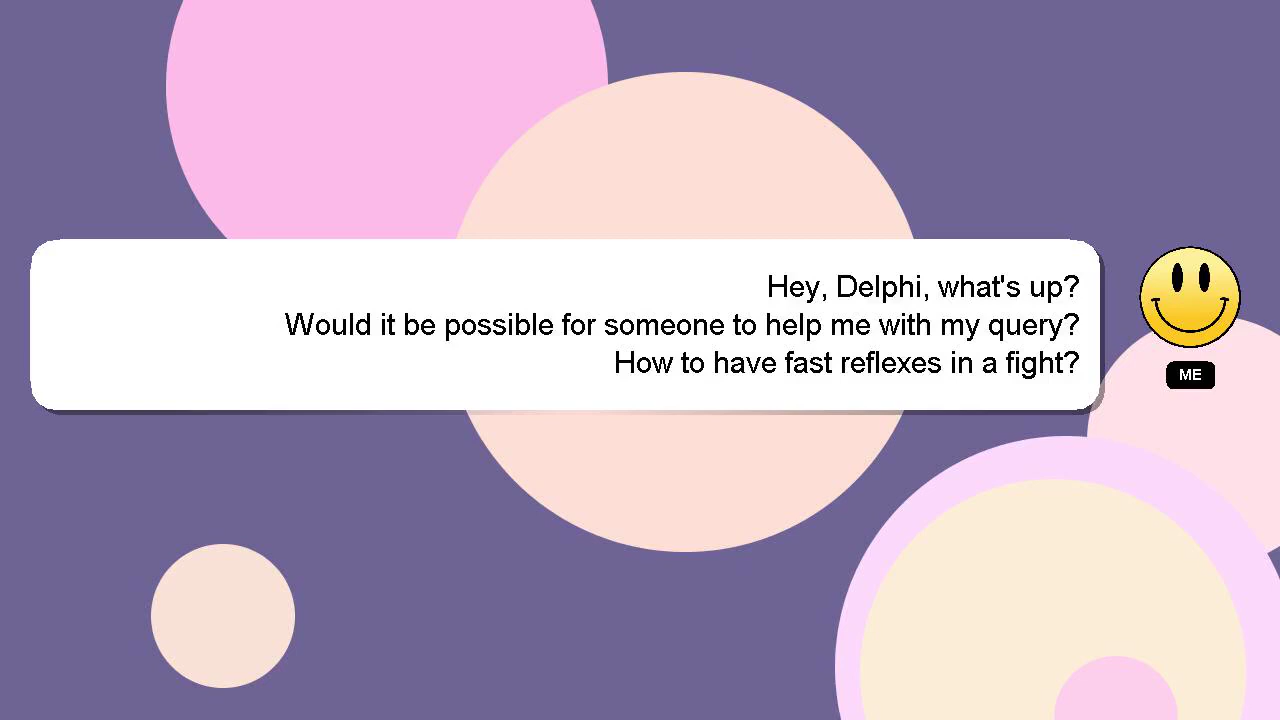 Hey, Delphi, what's up?
Would it be possible for someone to help me with my query?
How to have fast reflexes in a fight?
ME